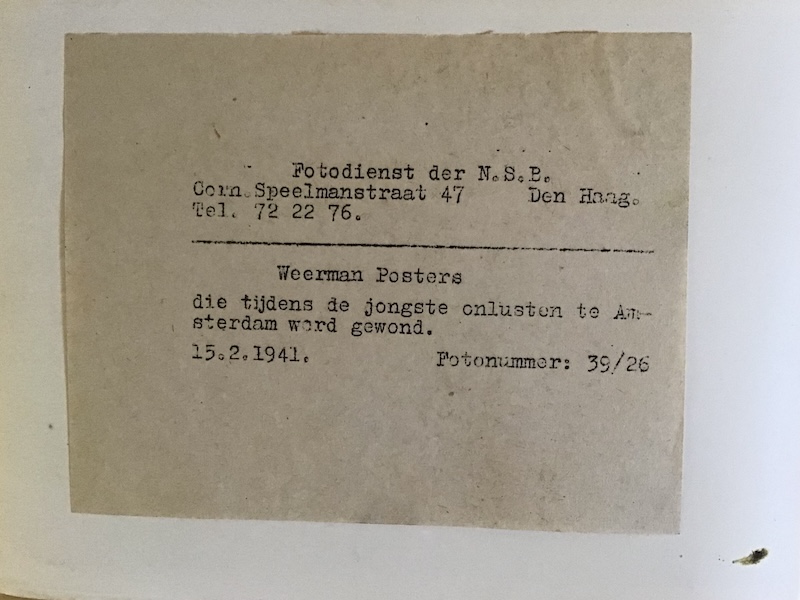 Fotodienst der N.S.B.
Corn.Speelmanstraat 47 Den Haag.
Tel. 72 22 76.
Weerman Posters
die tijdens de jongste onlusten te Am-
sterdam werd gewond.
15.2.1941. Fotonummer: 39/26